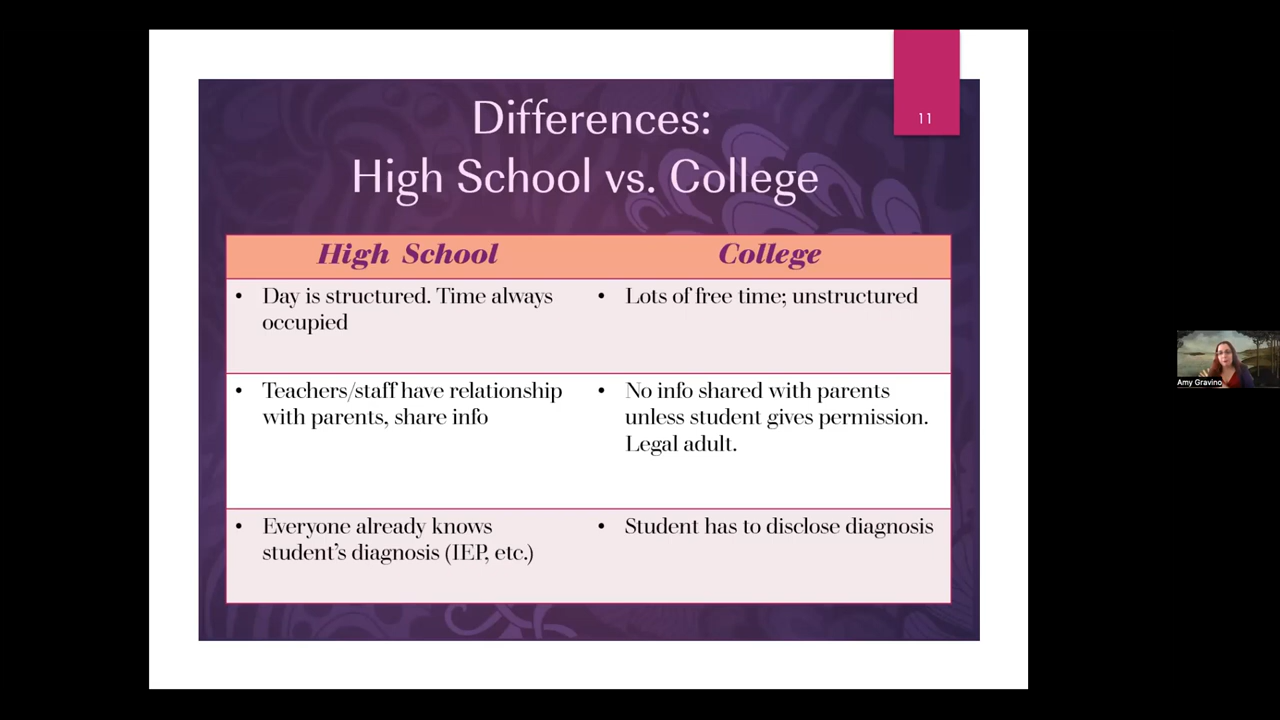 11
Differences:
High School vs. College
High School
College
• Day is structured. Time always
occupied
• Lots of free time; unstructured
• Teachers/staff have relationship
with parents, share info
• No info shared with parents
unless student gives permission.
Legal adult.
• Everyone already knows
student’s diagnosis (IEP, etc.)
• Student has to disclose diagnosis
Amy Gravino